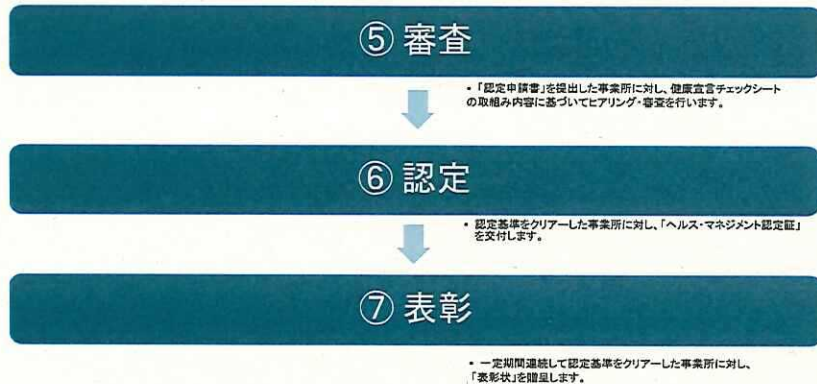 ⑤ 審査
・「認定申請書」を提出した事業所に対し、健康宣言チェックシート
の取組み内容に基づいてヒアリング・審査を行います。
⑥ 認定
・ 認定基準をクリアーした事業所に対し、「ヘルス・マネジメント認定証」
を交付します。
⑦ 表彰
・ 一定期間連続して認定基準をクリアーした事業所に対し、
「表彰状」を贈呈します。